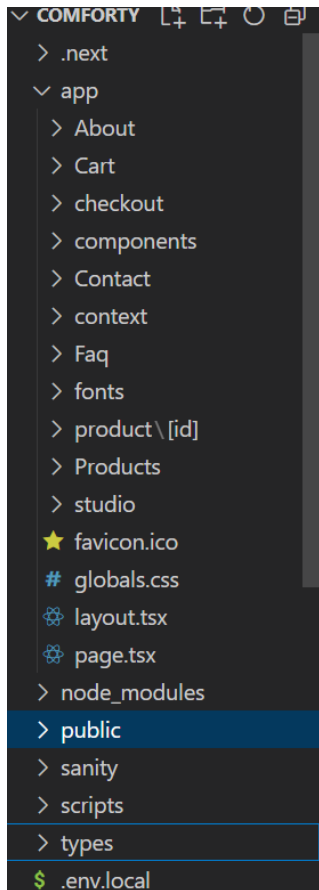 COMFORTY
.next
app
About
Cart
checkout
components
Contact
context
Faq
fonts
product\[id]
Products
studio
favicon.ico
# globals.css
layout.tsx
page.tsx
node_modules
public
sanity
scripts
types
$ .env.local